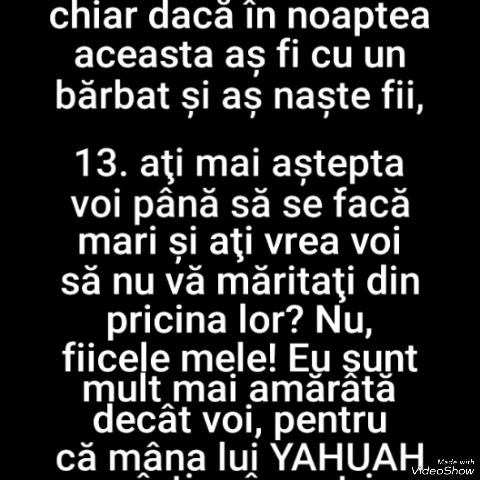 chiar dacă în noaptea
aceasta aș fi cu un
bărbat și aș naște fii,
13. aţi mai aștepta
voi până să se facă
mari și aţi vrea voi
să nu vă măritaţi din
pricina lor? Nu,
fiicele mele! Eu sunt
mult mai amărâtă
decât voi, pentru
că mâna lui YAHUAH
Made with
VideoShow